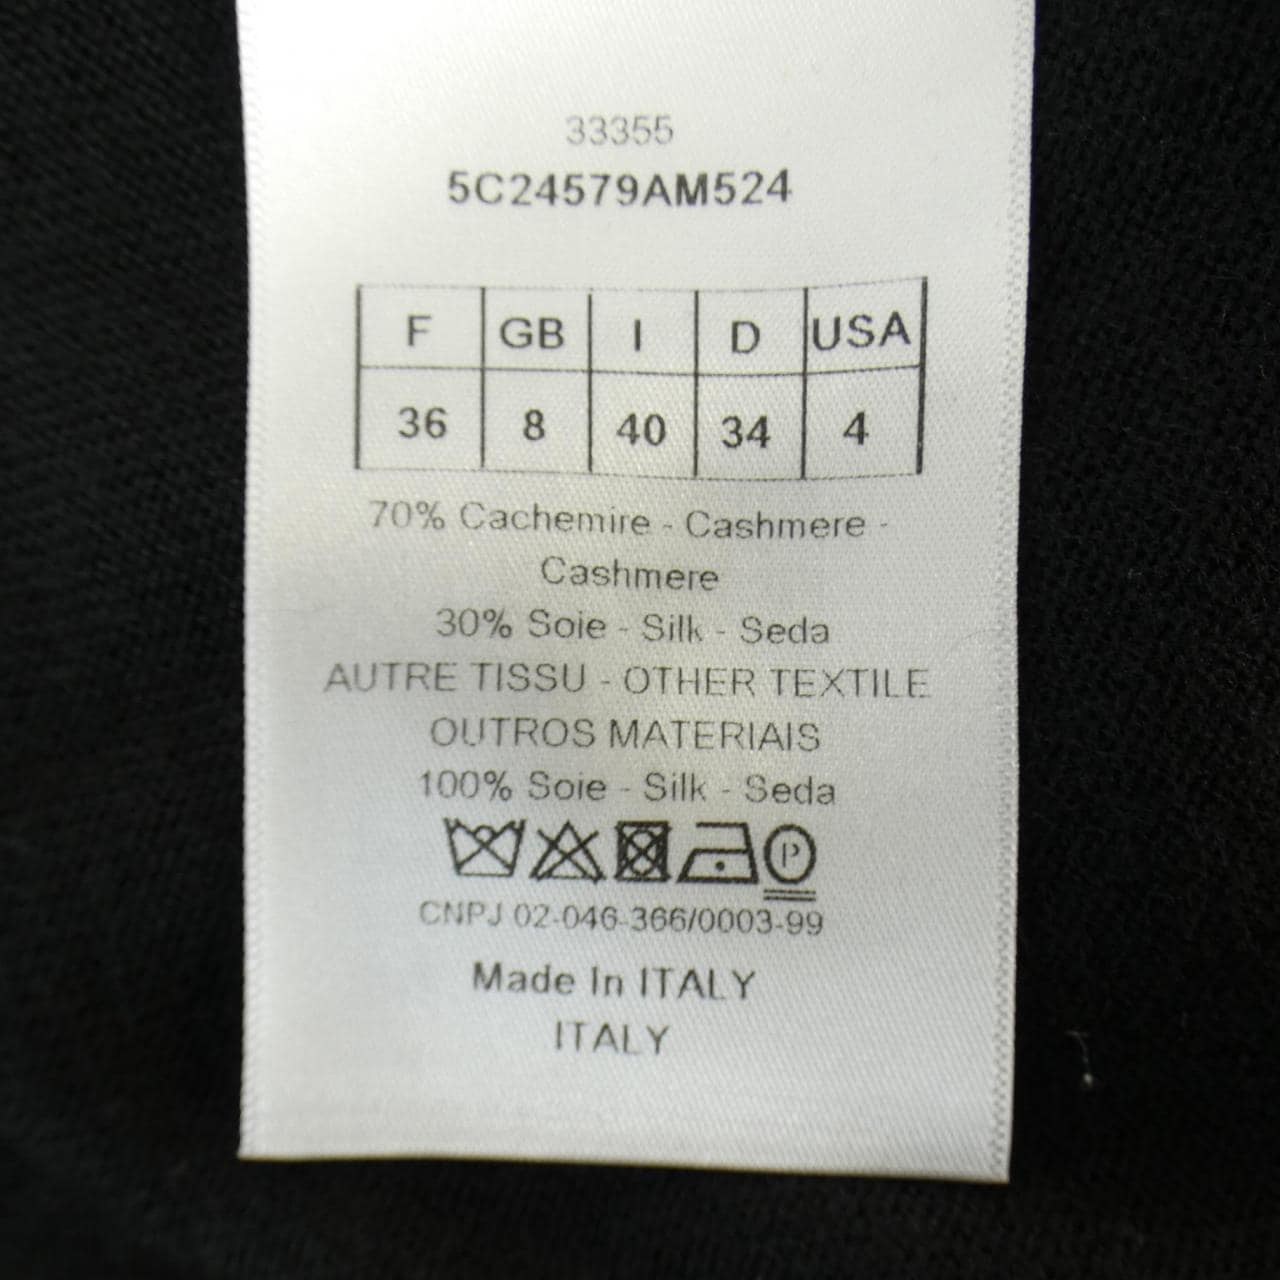 33355
5C24579AM524
F GB I D USA
36 8 40 34 4
70% Cachemire - Cashmere -
Cashmere
30% Soie - Silk - Seda
AUTRE TISSU - OTHER TEXTILE
OUTROS MATERIAIS
100% Soie - Silk - Seda
P
CNPJ 02-046-366/0003-99
Made In ITALY
ITALY